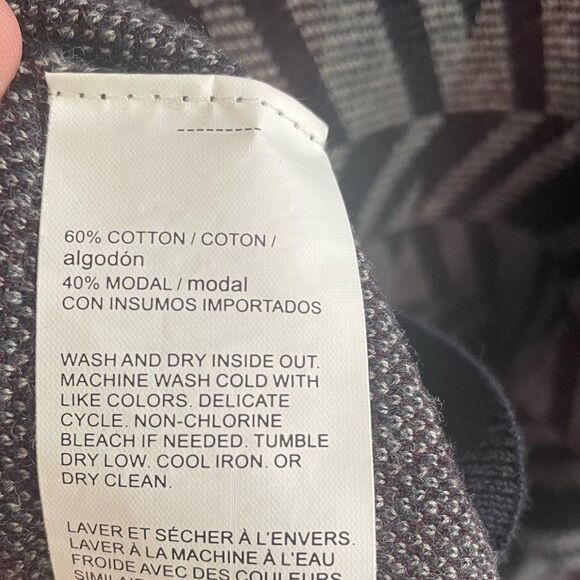 60% COTTON / COTON /
algodón
40% MODAL / modal
CON INSUMOS IMPORTADOS
WASH AND DRY INSIDE OUT.
MACHINE WASH COLD WITH
LIKE COLORS. DELICATE
CYCLE. NON-CHLORINE
BLEACH IF NEEDED. TUMBLE
DRY LOW. COOL IRON. OR
DRY CLEAN.
LAVER ET SÉCHER À L'ENVERS.
LAVER À LA MACHINE À L'EAU
FROIDE AVEC DES COULEURS